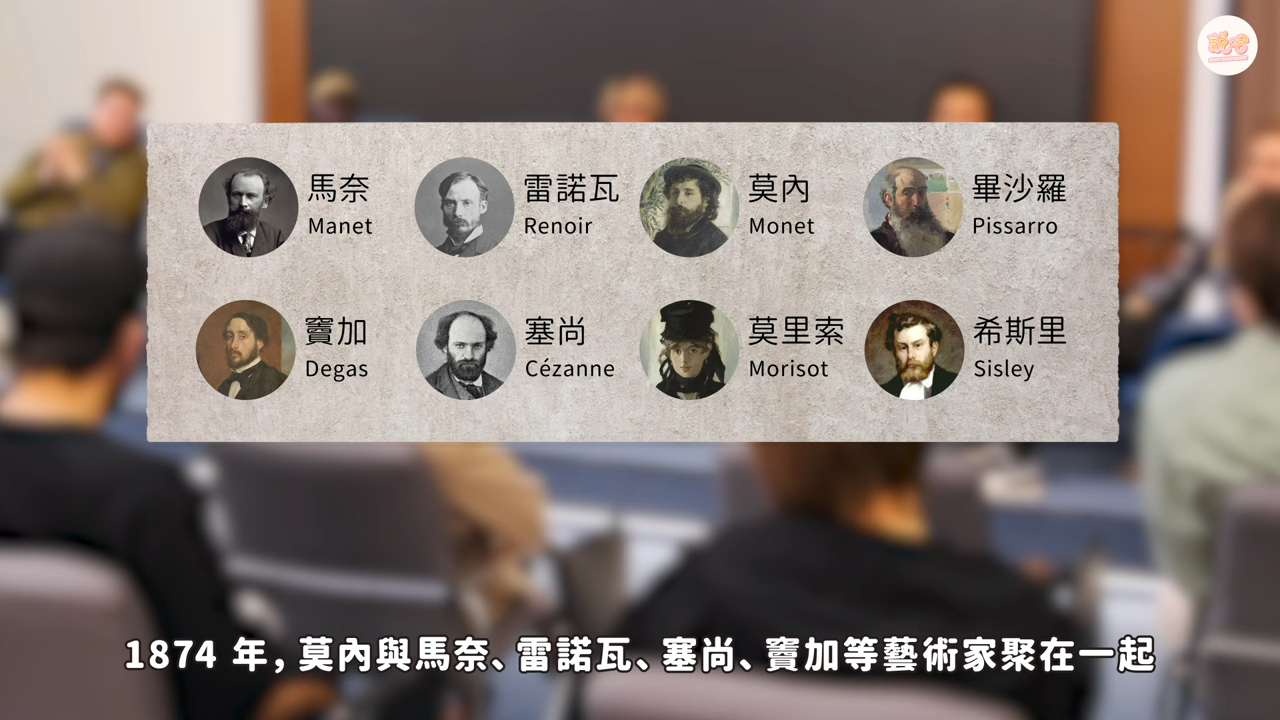 說吧
馬奈
Manet
雷諾瓦
Renoir
莫內
Monet
畢沙羅
Pissarro
竇加
Degas
塞尚
Cézanne
莫里索
Morisot
希斯里
Sisley
1874 年，莫內與馬奈、雷諾瓦、塞尚、竇加等藝術家聚在一起